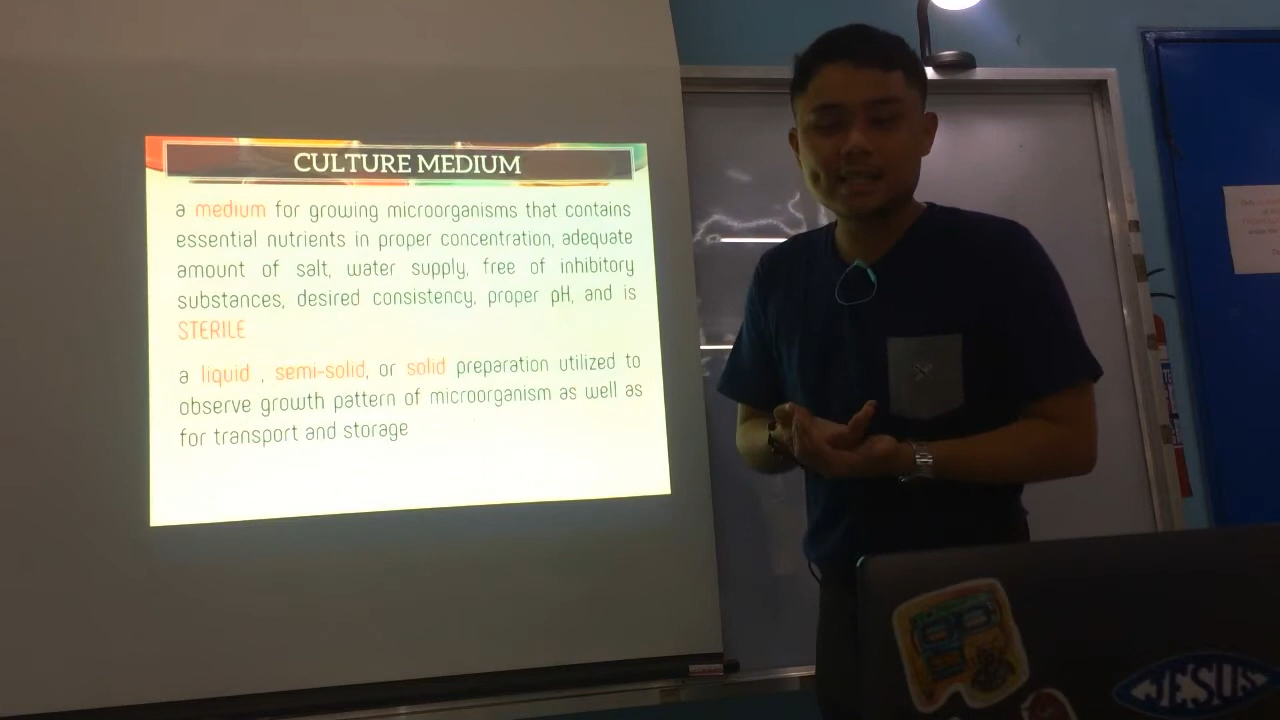 CULTURE MEDIUM
a medium for growing microorganisms that contains
essential nutrients in proper concentration, adequate
amount of salt, water supply, free of inhibitory
substances, desired consistency, proper pH, and is
STERILE
a liquid , semi-solid, or solid preparation utilized to
observe growth pattern of microorganism as well as
for transport and storage
JESUS